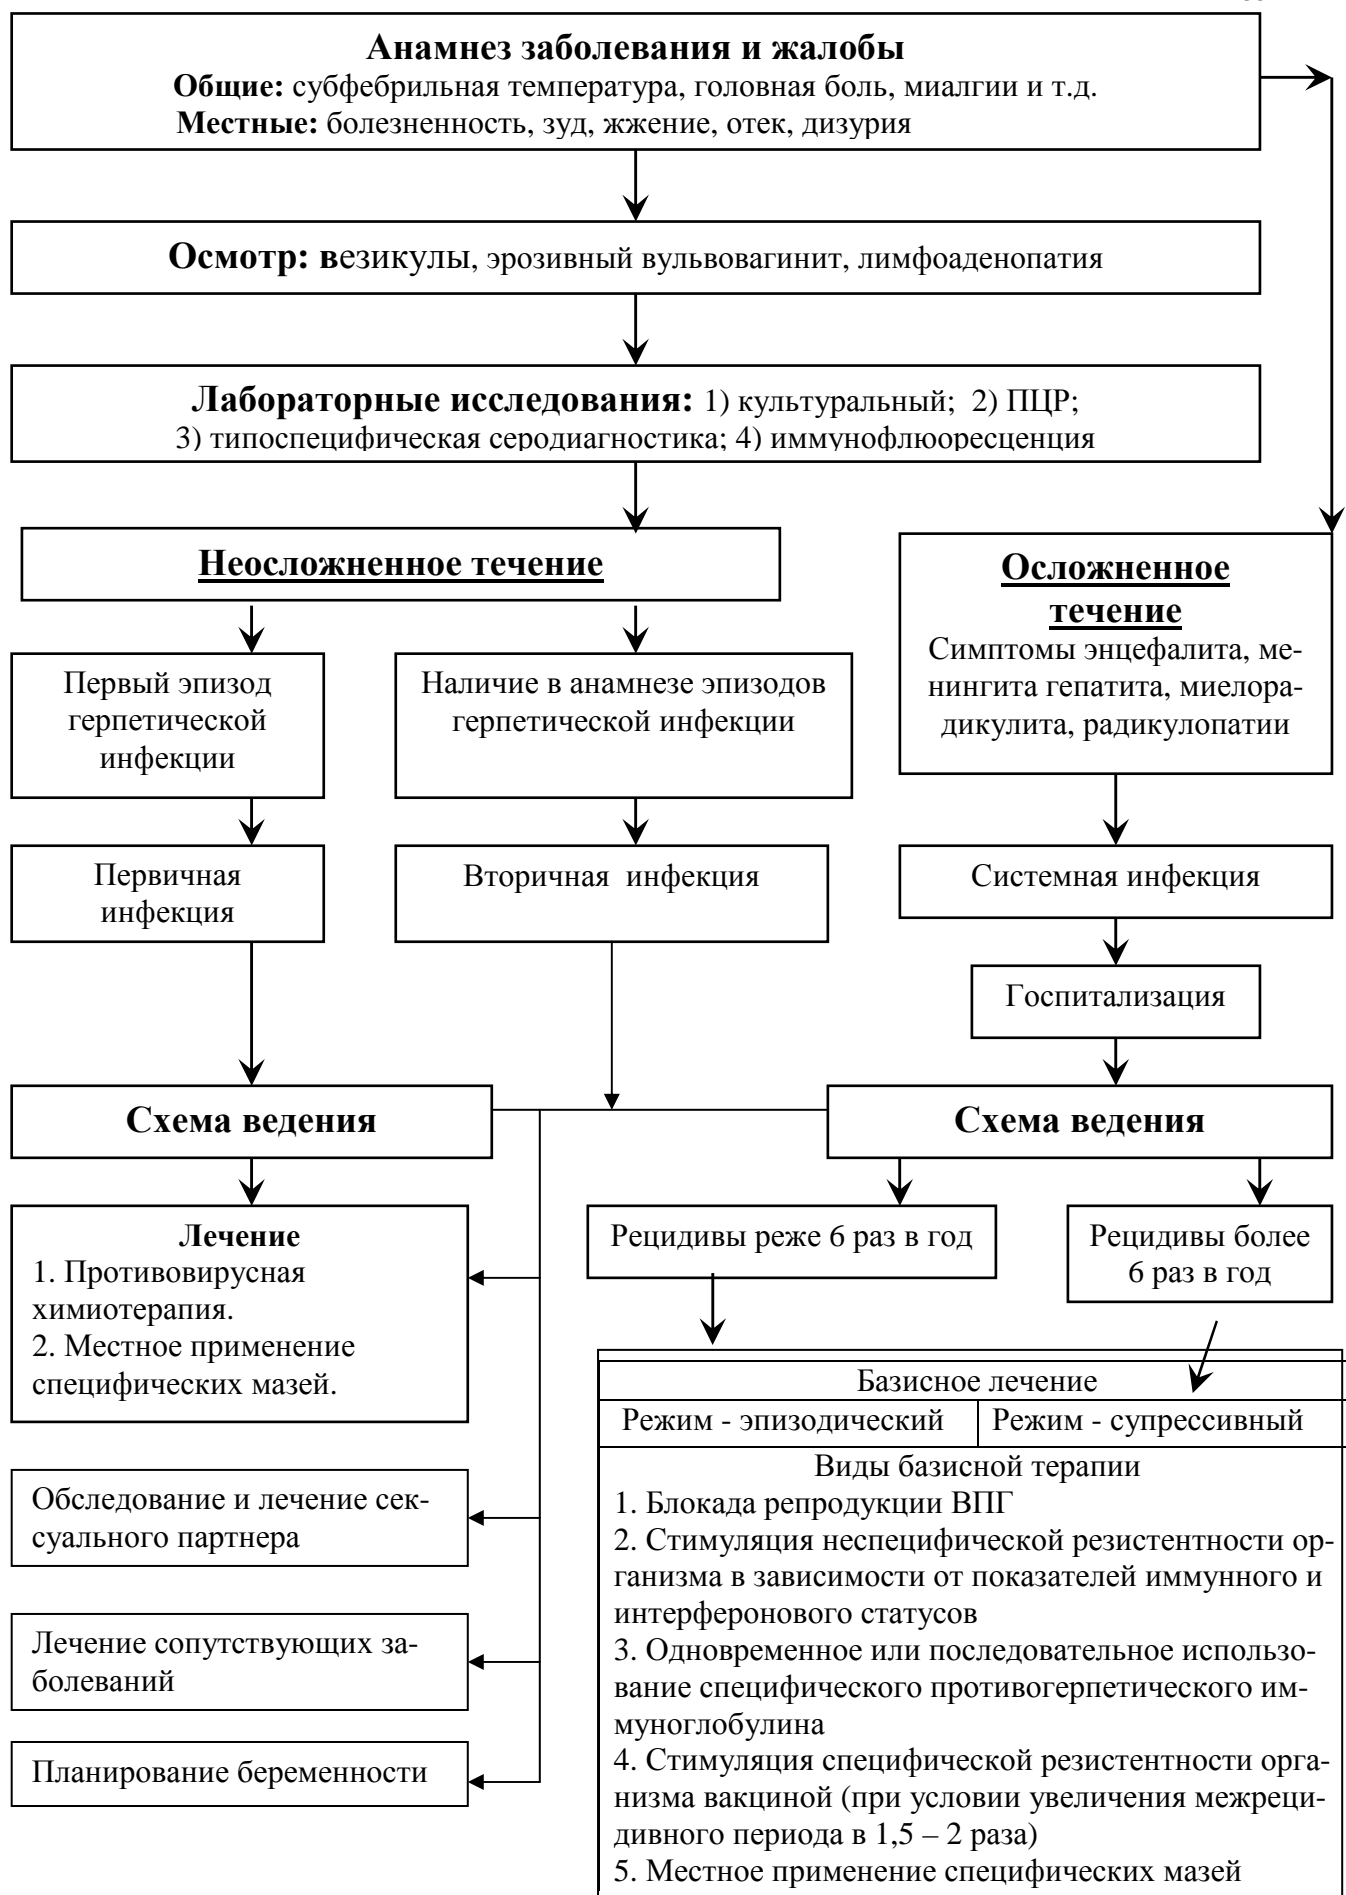 Анамнез заболевания и жалобы
Общие: субфебрильная температура, головная боль, миалгии и т.д.
Местные: болезненность, зуд, жжение, отек, дизурия
Осмотр: везикулы, эрозивный вульвовагинит, лимфоаденопатия
Лабораторные исследования: 1) культуральный; 2) ПЦР;
3) типоспецифическая серодиагностика; 4) иммунофлюоресценция
Неосложненное течение
Осложненное
течение
Симптомы энцефалита, ме-
нингита гепатита, миелора-
дикулита, радикулопатии
Первый эпизод
герпетической
инфекции
Наличие в анамнезе эпизодов
герпетической инфекции
Первичная
инфекция
Вторичная инфекция
Системная инфекция
Госпитализация
Схема ведения
Схема ведения
Лечение
1. Противовирусная
химиотерапия.
2. Местное применение
специфических мазей.
Рецидивы реже 6 раз в год
Рецидивы более
6 раз в год
Обследование и лечение сек-
суального партнера
Лечение сопутствующих за-
болеваний
Планирование беременности
Базисное лечение
Режим - эпизодический
Режим - супрессивный
Виды базисной терапии
1. Блокада репродукции ВПГ
2. Стимуляция неспецифической резистентности ор-
ганизма в зависимости от показателей иммунного и
интерферонового статусов
3. Одновременное или последовательное использо-
вание специфического противогерпетического им-
муноглобулина
4. Стимуляция специфической резистентности орга-
низма вакциной (при условии увеличения межреци-
дивного периода в 1,5 – 2 раза)
5. Местное применение специфических мазей